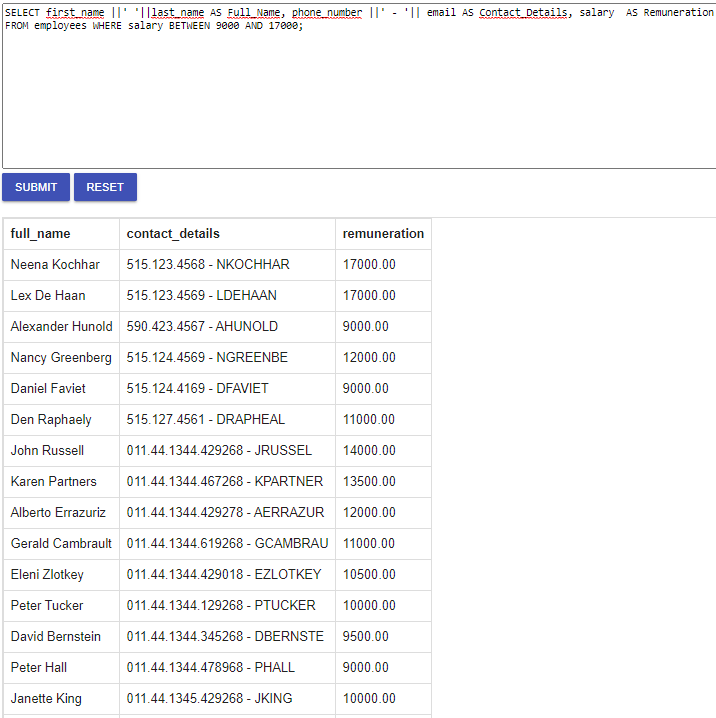 SELECT first_name ||' '||last_name AS Full_Name, phone_number ||' - '|| email AS Contact_Details, salary  AS Remuneration
FROM employees WHERE salary BETWEEN 9000 AND 17000;
SUBMIT RESET
full_name contact_details remuneration
Neena Kochhar 515.123.4568 - NKOCHHAR 17000.00
Lex De Haan 515.123.4569 - LDEHAAN 17000.00
Alexander Hunold 590.423.4567 - AHUNOLD 9000.00
Nancy Greenberg 515.124.4569 - NGREENBE 12000.00
Daniel Faviet 515.124.4169 - DFAVIET 9000.00
Den Raphaely 515.127.4561 - DRAPHEAL 11000.00
John Russell 011.44.1344.429268 - JRUSSEL 14000.00
Karen Partners 011.44.1344.467268 - KPARTNER 13500.00
Alberto Errazuriz 011.44.1344.429278 - AERRAZUR 12000.00
Gerald Cambrault 011.44.1344.619268 - GCAMBRAU 11000.00
Eleni Zlotkey 011.44.1344.429018 - EZLOTKEY 10500.00
Peter Tucker 011.44.1344.129268 - PTUCKER 10000.00
David Bernstein 011.44.1344.345268 - DBERNSTE 9500.00
Peter Hall 011.44.1344.478968 - PHALL 9000.00
Janette King 011.44.1345.429268 - JKING 10000.00